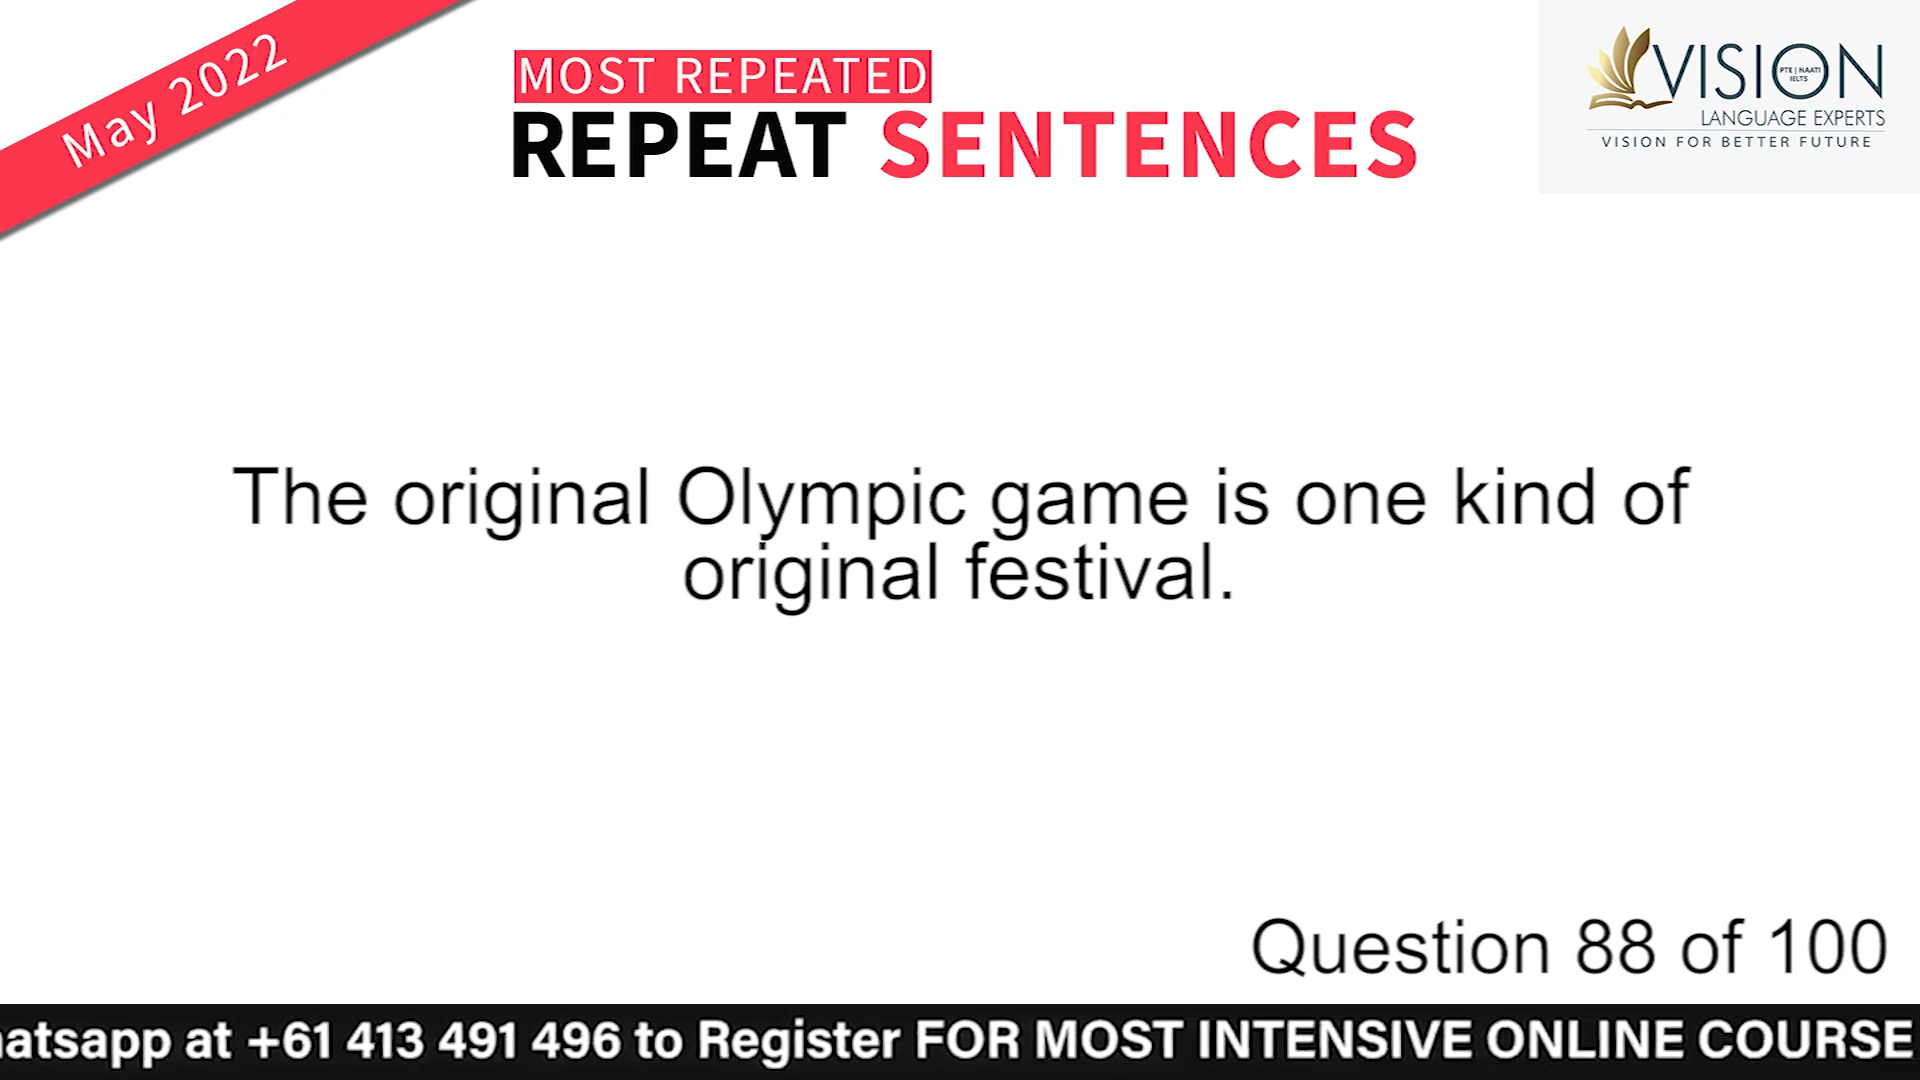 May 2022
MOST REPEATED
REPEAT SENTENCES
VISION
PTE | NAATI
IELTS
LANGUAGE EXPERTS
VISION FOR BETTER FUTURE
The original Olympic game is one kind of
original festival.
Question 88 of 100
at +61 413 491 496 to Register FOR MOST INTENSIVE ONLINE COURSE